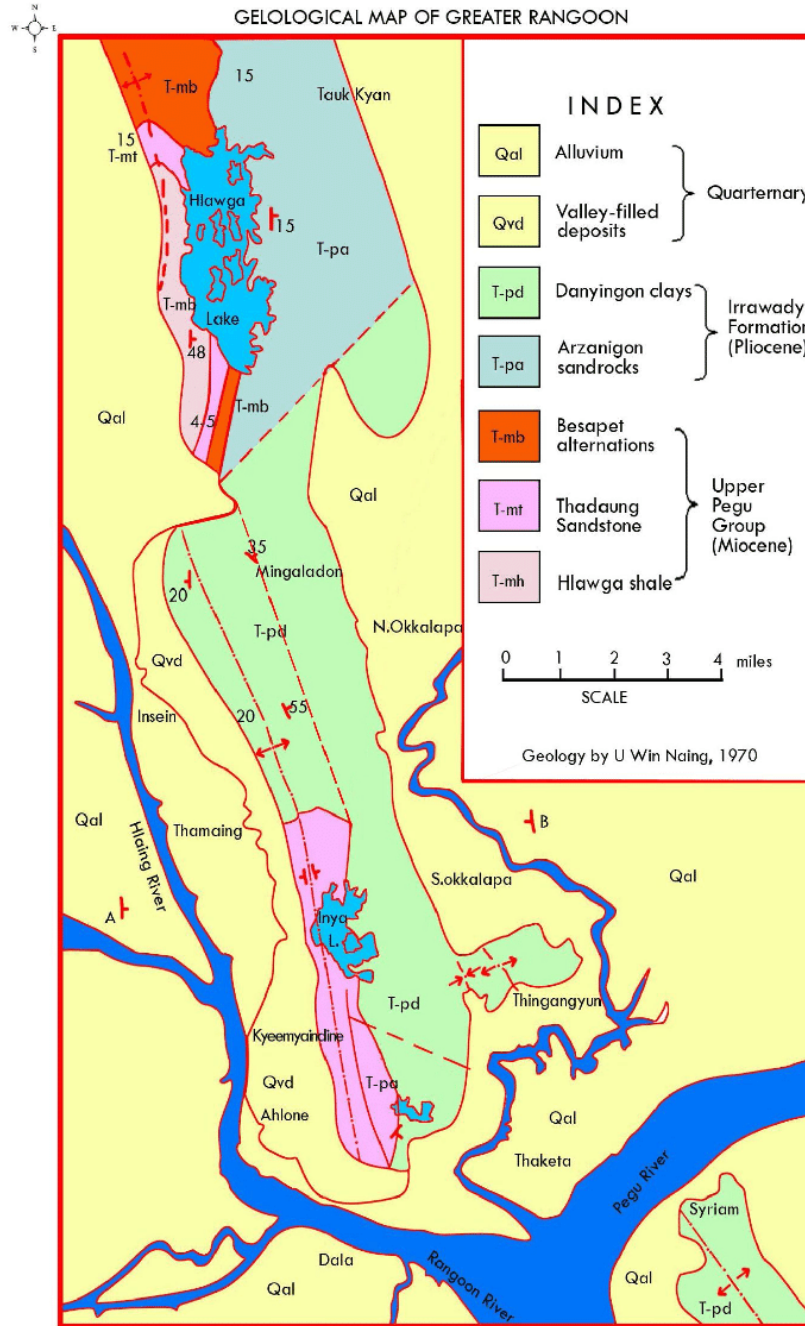 N
W E
S
GELOLOGICAL MAP OF GREATER RANGOON
INDEX
Qal Alluvium
Qvd Valley-filled deposits
Quarternary
T-pd Danyingon clays
T-pa Arzanigon sandrocks
Irrawady Formation (Pliocene)
T-mb Besapet alternations
T-mt Thadaung Sandstone
T-mh Hlawga shale
Upper Pegu Group (Miocene)
0 1 2 3 4 miles
SCALE
Geology by U Win Naing, 1970
T-mb
15
Tauk Kyan
15
T-mt
Hlawga
15
T-pa
T-mb
Lake
48
T-mb
4.5
Qal
Qal
35
Mingaladon
20
T-pd
N.Okkalapa
Qvd
Insein
20
55
Qal
Thamaing
Hlaing River
B
S.okkalapa
Qal
A
Inya
L.
T-pd
Thingangyun
Kyeemyaindine
Qvd
T-pa
Ahlone
Qal
Thaketa
Pegu River
Syriam
Dala
Rangoon River
Qal
Qal
T-pd